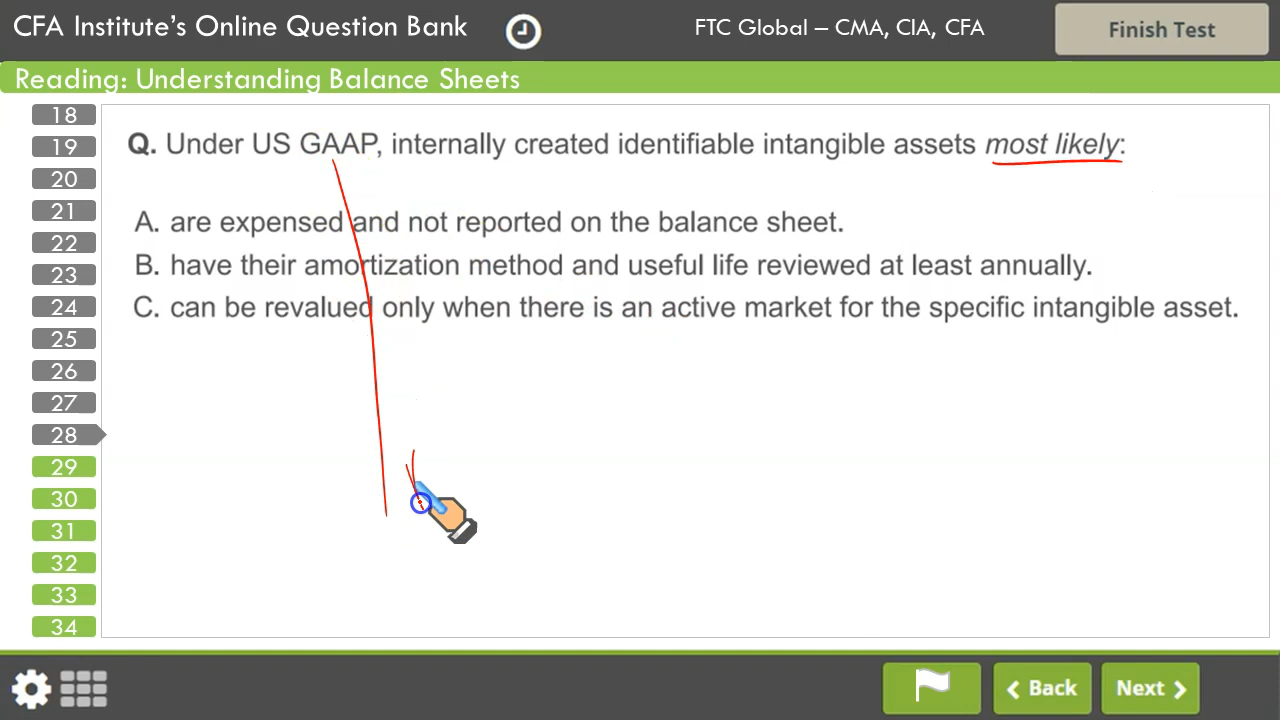 CFA Institute's Online Question Bank
FTC Global – CMA, CIA, CFA
Finish Test
Reading: Understanding Balance Sheets
18
19
20
21
22
23
24
25
26
27
28
29
30
31
32
33
34
Q. Under US GAAP, internally created identifiable intangible assets most likely:
A. are expensed and not reported on the balance sheet.
B. have their amortization method and useful life reviewed at least annually.
C. can be revalued only when there is an active market for the specific intangible asset.
Back
Next